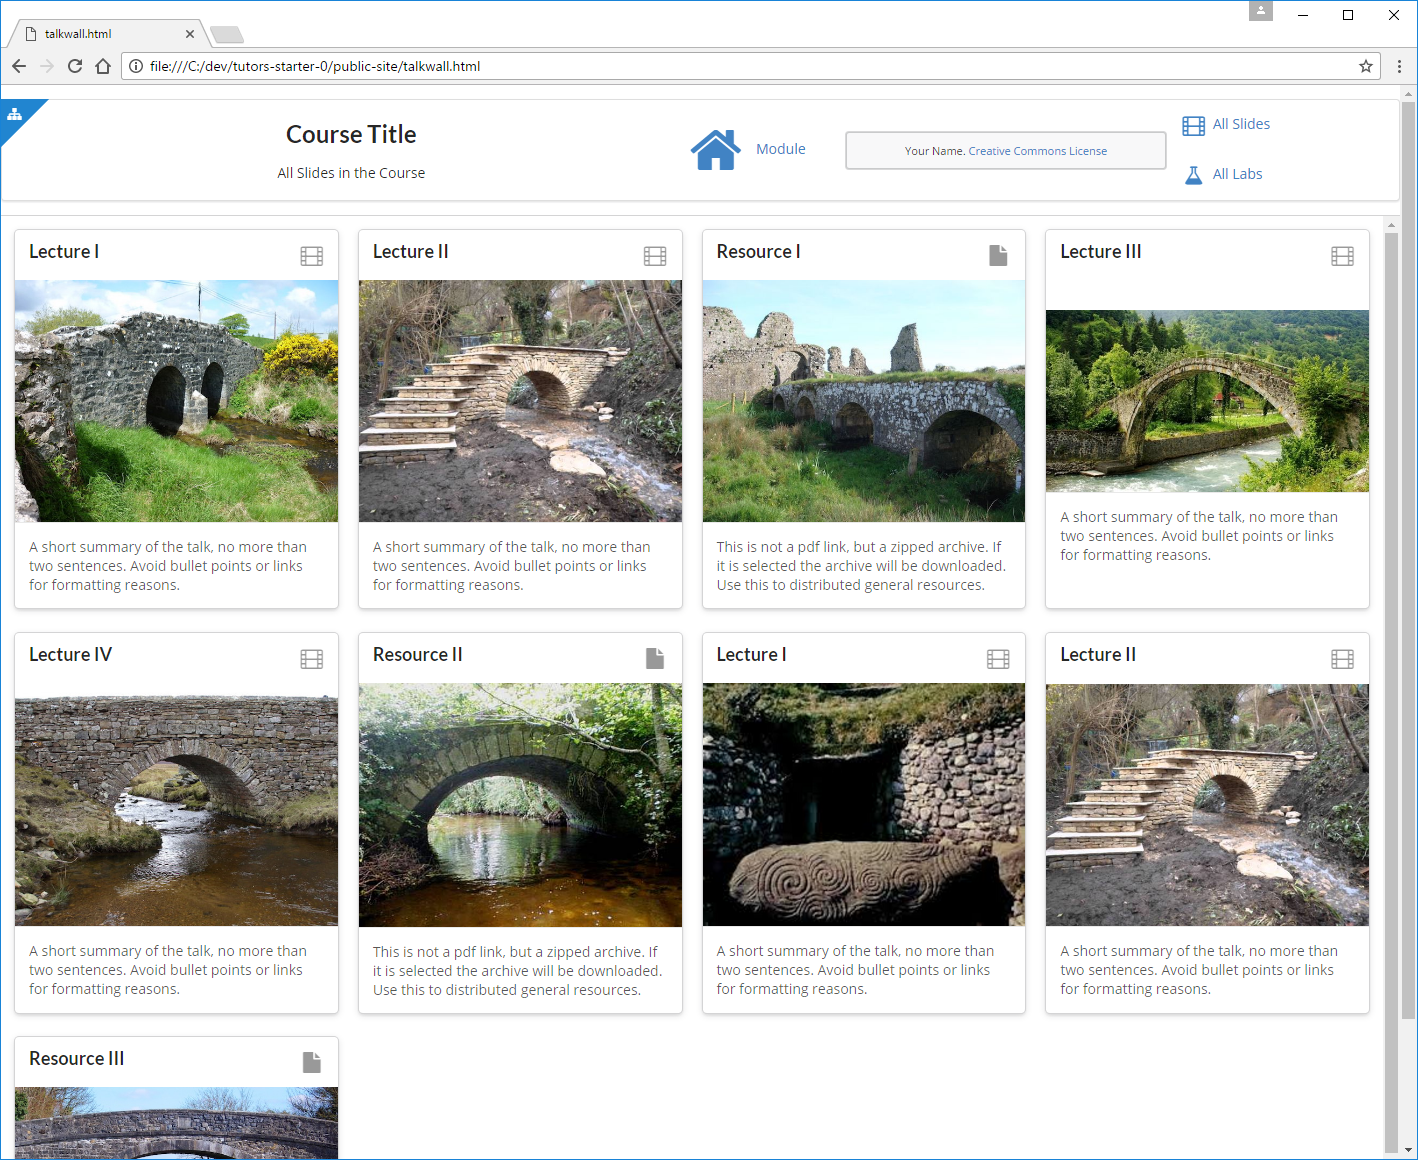 talkwall.html
file:///C:/dev/tutors-starter-0/public-site/talkwall.html
Course Title
All Slides in the Course
Module
Your Name. Creative Commons License
All Slides
All Labs
Lecture I
A short summary of the talk, no more than
two sentences. Avoid bullet points or links
for formatting reasons.
Lecture II
A short summary of the talk, no more than
two sentences. Avoid bullet points or links
for formatting reasons.
Resource I
This is not a pdf link, but a zipped archive. If
it is selected the archive will be downloaded.
Use this to distributed general resources.
Lecture III
A short summary of the talk, no more than
two sentences. Avoid bullet points or links
for formatting reasons.
Lecture IV
A short summary of the talk, no more than
two sentences. Avoid bullet points or links
for formatting reasons.
Resource II
This is not a pdf link, but a zipped archive. If
it is selected the archive will be downloaded.
Use this to distributed general resources.
Lecture I
A short summary of the talk, no more than
two sentences. Avoid bullet points or links
for formatting reasons.
Lecture II
A short summary of the talk, no more than
two sentences. Avoid bullet points or links
for formatting reasons.
Resource III